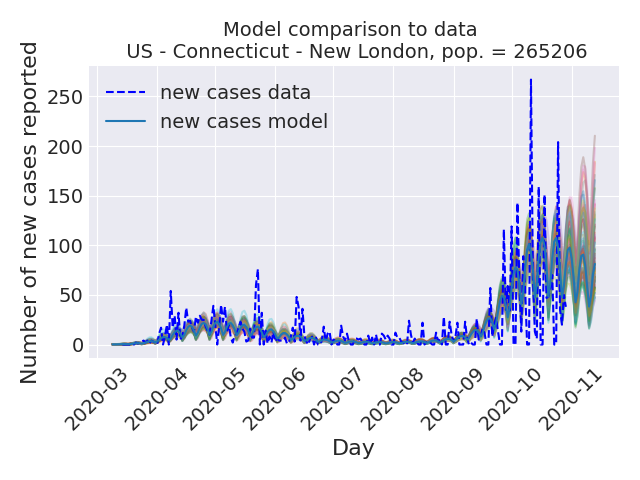 Model comparison to data
US - Connecticut - New London, pop. = 265206
Number of new cases reported
250
200
150
100
50
0
new cases data
new cases model
2020-03
2020-04
2020-05
2020-06
2020-07
2020-08
2020-09
2020-10
2020-11
Day